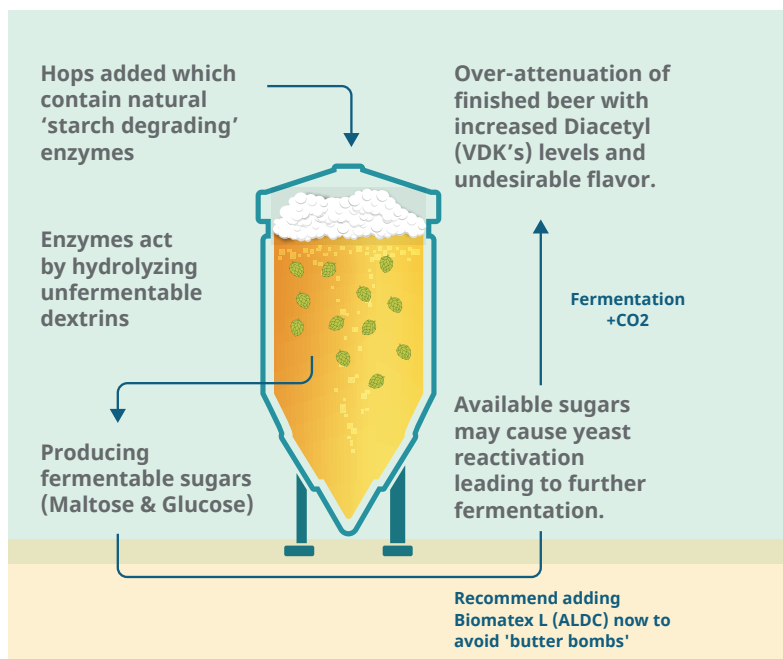 Hops added which
contain natural
‘starch degrading’
enzymes
Enzymes act
by hydrolyzing
unfermentable
dextrins
Producing
fermentable sugars
(Maltose & Glucose)
Available sugars
may cause yeast
reactivation
leading to further
fermentation.
Recommend adding
Biomatex L (ALDC) now to
avoid 'butter bombs'
Fermentation
+CO2
Over-attenuation of
finished beer with
increased Diacetyl
(VDK’s) levels and
undesirable flavor.